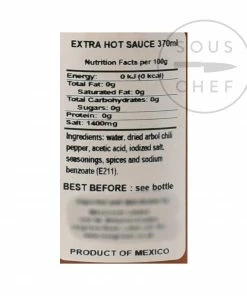 EXTRA HOT SAUCE 370ml
SOUS
CHEF
Nutrition Facts per 100g
Energy: 0 kJ (0 kcal)
Total Fat: 0g
Saturated Fat: 0g
Total Carbohydrates: 0g
Sugars: 0g
Protein: 0g
Salt: 1400mg
Ingredients: water, dried arbol chili
pepper, acetic acid, iodized salt,
seasonings, spices and sodium
benzoate (E211).
BEST BEFORE : see bottle
PRODUCT OF MEXICO